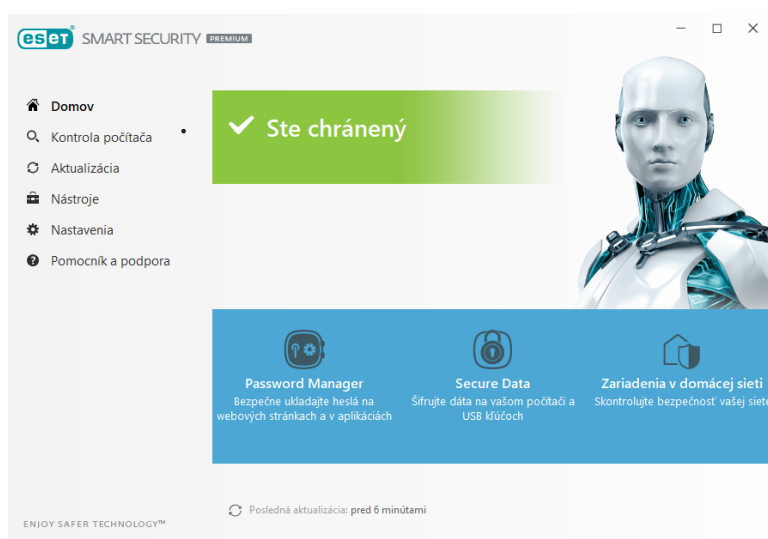 eset® SMART SECURITY PREMIUM
Domov
Kontrola počítača
Aktualizácia
Nástroje
Nastavenia
Pomocník a podpora
Ste chránený
Password Manager
Bezpečne ukladajte heslá na
webových stránkach a v aplikáciách
Secure Data
Šifrujte dáta na vašom počítači a
USB kľúčoch
Zariadenia v domácej sieti
Skontrolujte bezpečnosť vašej siete
Posledná aktualizácia: pred 6 minútami
ENJOY SAFER TECHNOLOGY™